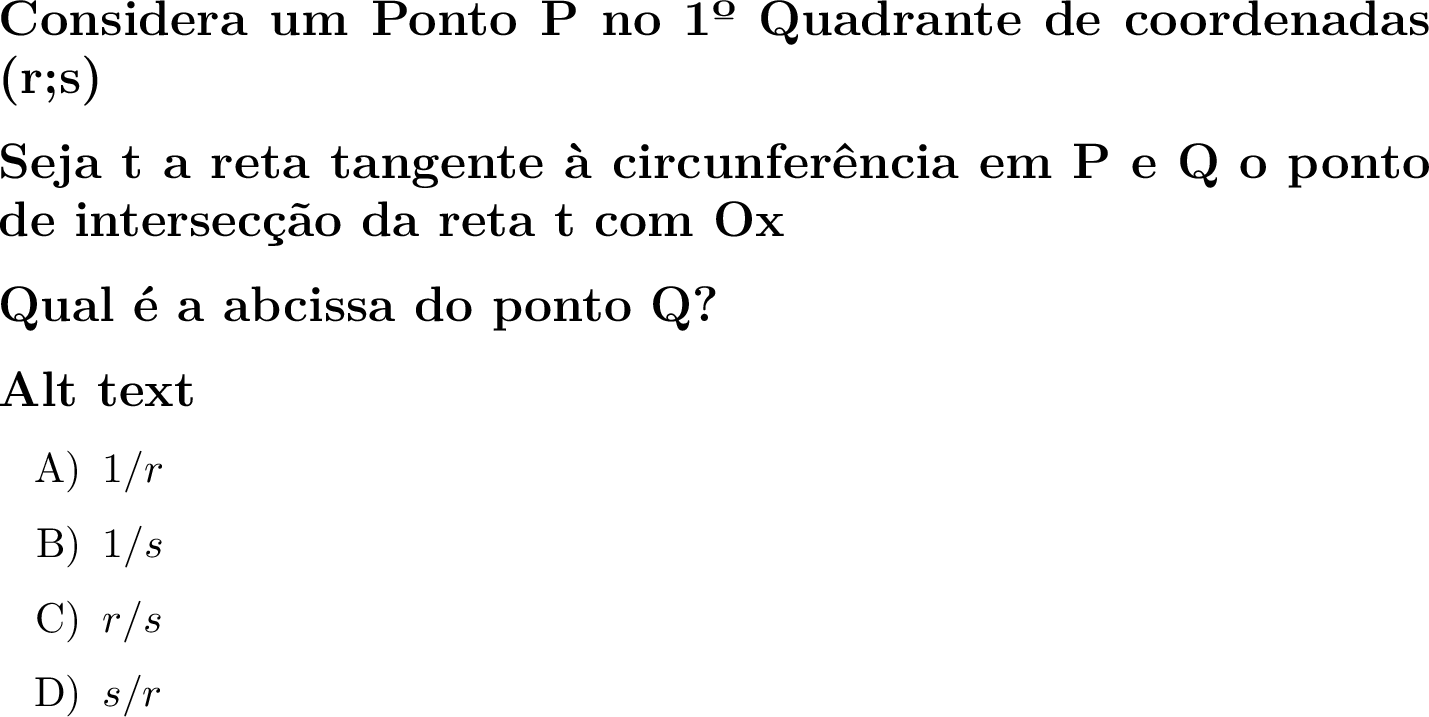 Considera um Ponto P no 1º Quadrante de coordenadas
(r;s)
Seja t a reta tangente à circunferência em P e Q o ponto
de intersecção da reta t com Ox
Qual é a abcissa do ponto Q?
Alt text
A) 1/r
B) 1/s
C) r/s
D) s/r